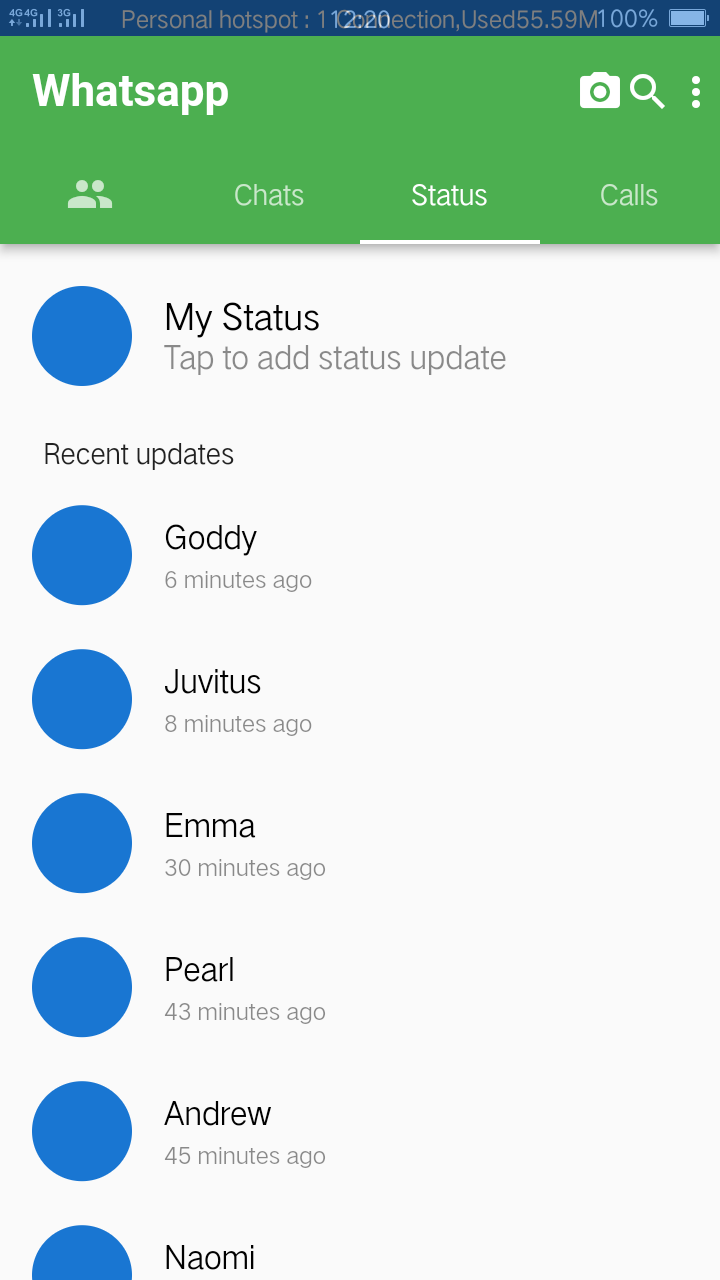 4G 4G 3G Personal hotspot : 1 Connection,Used55.59M 12:20 100%
Whatsapp
Chats Status Calls
My Status
Tap to add status update
Recent updates
Goddy
6 minutes ago
Juvitus
8 minutes ago
Emma
30 minutes ago
Pearl
43 minutes ago
Andrew
45 minutes ago
Naomi